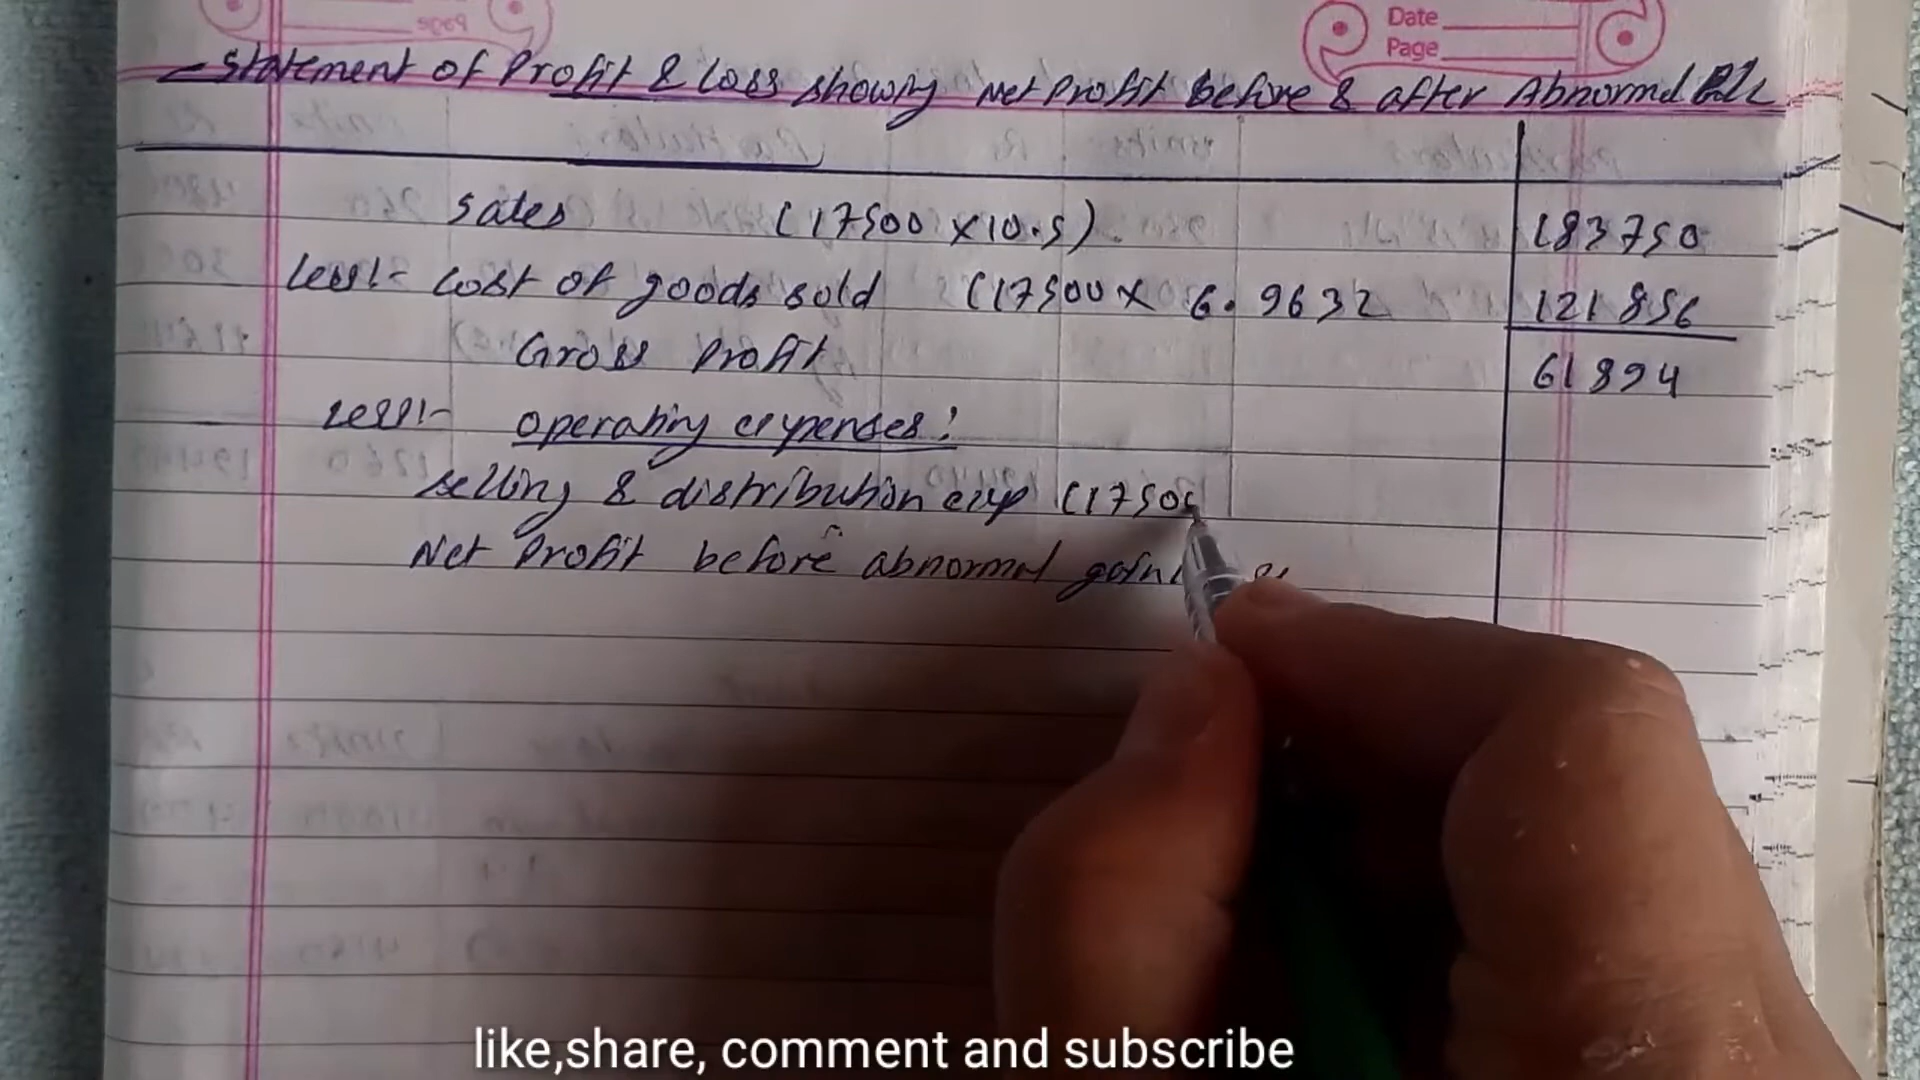 Date
Page
Statement of Profit & Loss showing Net Profit before & after Abnormal P/L
Sales (17500 x 10.5) 183750
Less:- Cost of goods sold (17500 x 6.9632 121856
Gross Profit 61894
Less:- operating expenses:
Selling & distribution exp (1750
Net Profit before abnormal gain
like,share, comment and subscribe